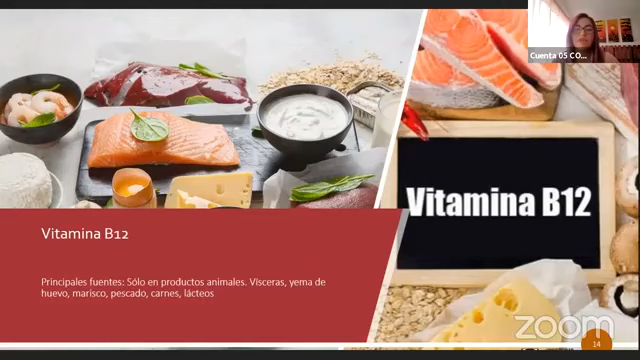 Cuenta 05 CO...
Vitamina B12
Vitamina B12
Principales fuentes: Sólo en productos animales. Vísceras, yema de
huevo, marisco, pescado, carnes, lácteos
zoom
14